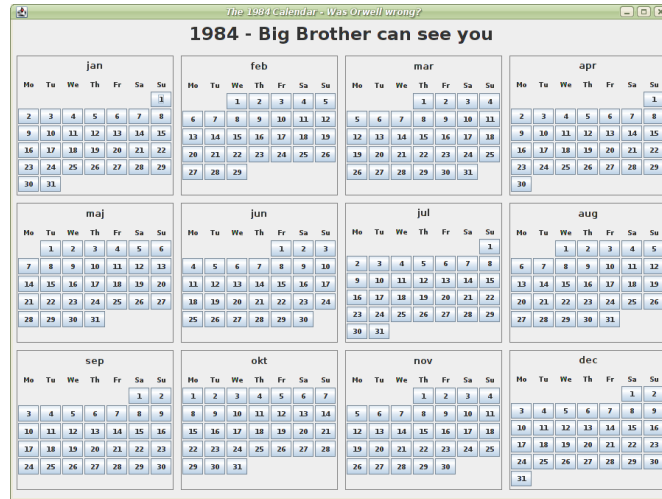 The 1984 Calendar - Was Orwell wrong?
1984 - Big Brother can see you
jan
Mo Tu We Th Fr Sa Su
1
2 3 4 5 6 7 8
9 10 11 12 13 14 15
16 17 18 19 20 21 22
23 24 25 26 27 28 29
30 31
feb
Mo Tu We Th Fr Sa Su
1 2 3 4 5
6 7 8 9 10 11 12
13 14 15 16 17 18 19
20 21 22 23 24 25 26
27 28 29
mar
Mo Tu We Th Fr Sa Su
1 2 3 4
5 6 7 8 9 10 11
12 13 14 15 16 17 18
19 20 21 22 23 24 25
26 27 28 29 30 31
apr
Mo Tu We Th Fr Sa Su
1
2 3 4 5 6 7 8
9 10 11 12 13 14 15
16 17 18 19 20 21 22
23 24 25 26 27 28 29
30
maj
Mo Tu We Th Fr Sa Su
1 2 3 4 5 6
7 8 9 10 11 12 13
14 15 16 17 18 19 20
21 22 23 24 25 26 27
28 29 30 31
jun
Mo Tu We Th Fr Sa Su
1 2 3
4 5 6 7 8 9 10
11 12 13 14 15 16 17
18 19 20 21 22 23 24
25 26 27 28 29 30
jul
Mo Tu We Th Fr Sa Su
1
2 3 4 5 6 7 8
9 10 11 12 13 14 15
16 17 18 19 20 21 22
23 24 25 26 27 28 29
30 31
aug
Mo Tu We Th Fr Sa Su
1 2 3 4 5
6 7 8 9 10 11 12
13 14 15 16 17 18 19
20 21 22 23 24 25 26
27 28 29 30 31
sep
Mo Tu We Th Fr Sa Su
1 2
3 4 5 6 7 8 9
10 11 12 13 14 15 16
17 18 19 20 21 22 23
24 25 26 27 28 29 30
okt
Mo Tu We Th Fr Sa Su
1 2 3 4 5 6 7
8 9 10 11 12 13 14
15 16 17 18 19 20 21
22 23 24 25 26 27 28
29 30 31
nov
Mo Tu We Th Fr Sa Su
1 2 3 4
5 6 7 8 9 10 11
12 13 14 15 16 17 18
19 20 21 22 23 24 25
26 27 28 29 30
dec
Mo Tu We Th Fr Sa Su
1 2
3 4 5 6 7 8 9
10 11 12 13 14 15 16
17 18 19 20 21 22 23
24 25 26 27 28 29 30
31